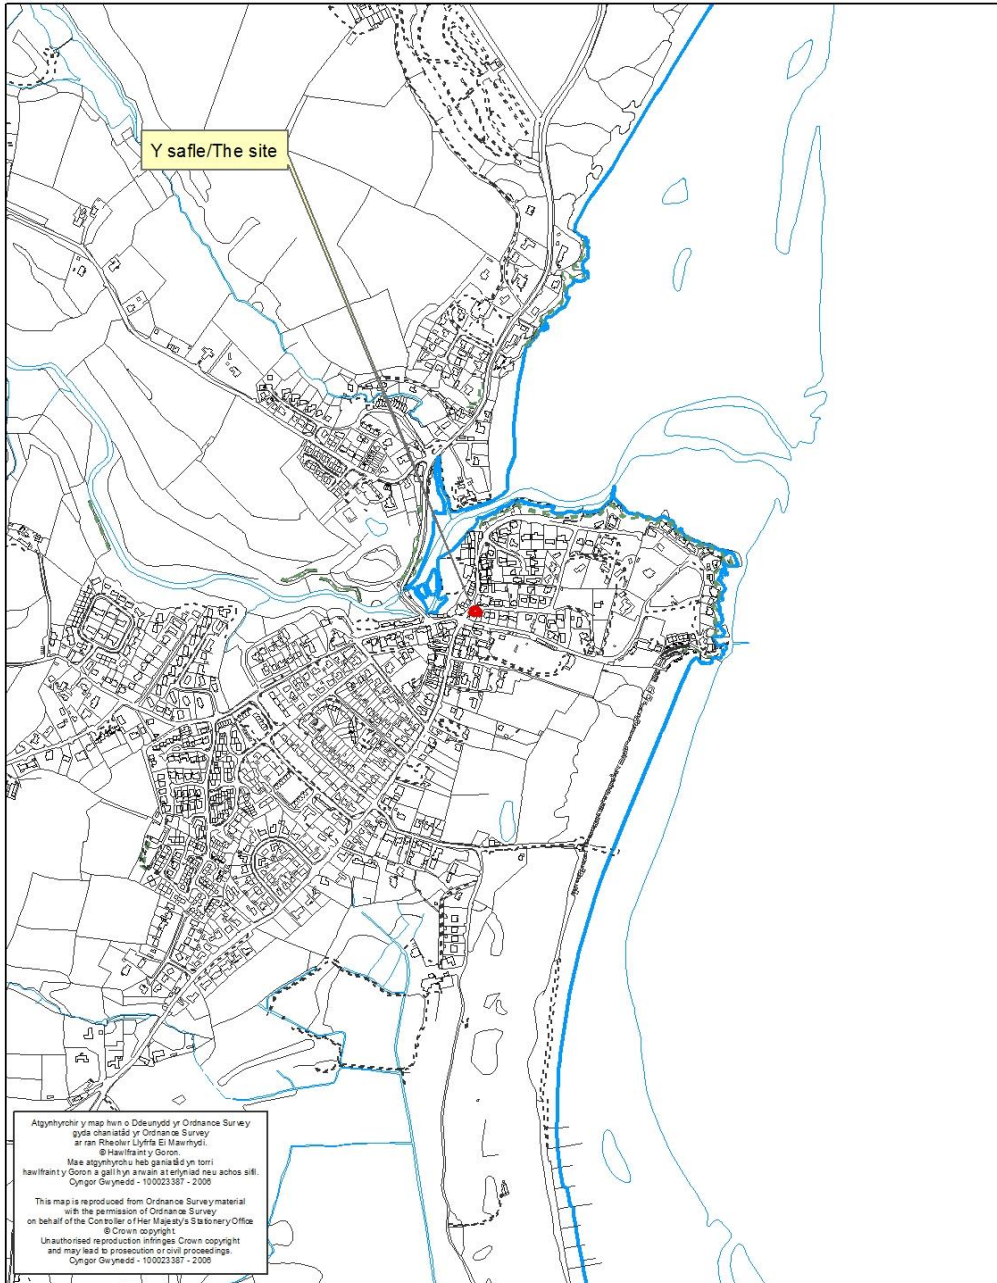 Y safle/The site
Atgynhyrchir y map hwn o Ddeunydd yr Ordnance Survey
gyda chaniatâd yr Ordnance Survey
ar ran Rheolwr Llyfrfa Ei Mawrhydi.
© Hawlfraint y Goron.
Mae atgynhyrchu heb ganiatâd yn torri
hawlfraint y Goron a gall hyn arwain at erlyniad neu achos sifil.
Cyngor Gwynedd - 100023387 - 2006
This map is reproduced from Ordnance Survey material
with the permission of Ordnance Survey
on behalf of the Controller of Her Majesty's Stationery Office
© Crown copyright.
Unauthorised reproduction infringes Crown copyright
and may lead to prosecution or civil proceedings.
Cyngor Gwynedd - 100023387 - 2006